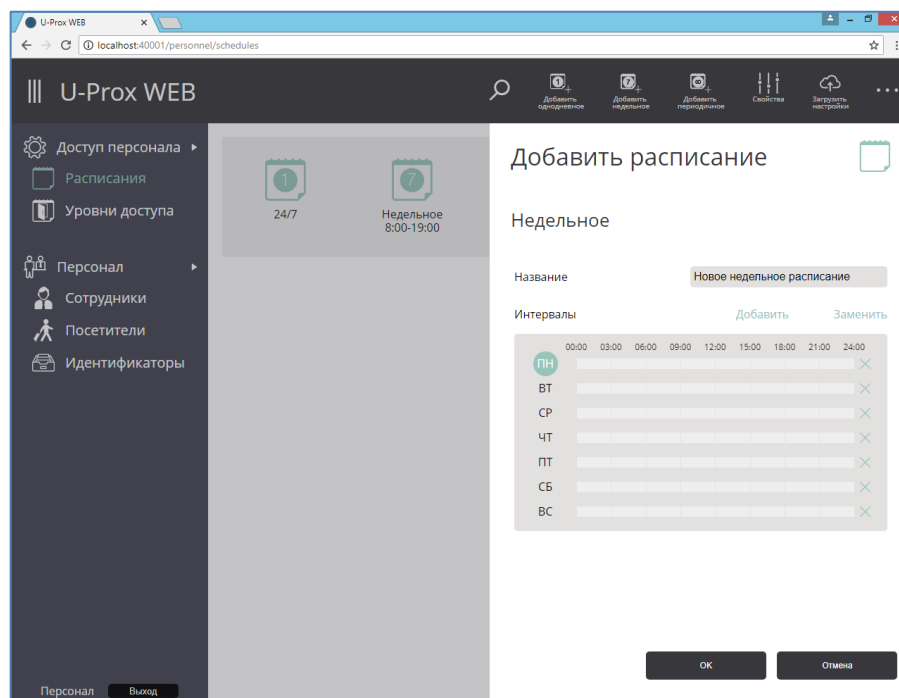 U-Prox WEB
localhost:40001/personnel/schedules
U-Prox WEB
Добавить однодневное
Добавить недельное
Добавить периодичное
Свойства
Загрузить настройки
Доступ персонала
Расписания
Уровни доступа
Персонал
Сотрудники
Посетители
Идентификаторы
Персонал
Выход
1
24/7
7
Недельное
8:00-19:00
Добавить расписание
Недельное
Название
Новое недельное расписание
Интервалы Добавить Заменить
00:00 03:00 06:00 09:00 12:00 15:00 18:00 21:00 24:00
ПН
ВТ
СР
ЧТ
ПТ
СБ
ВС
ОК
Отмена